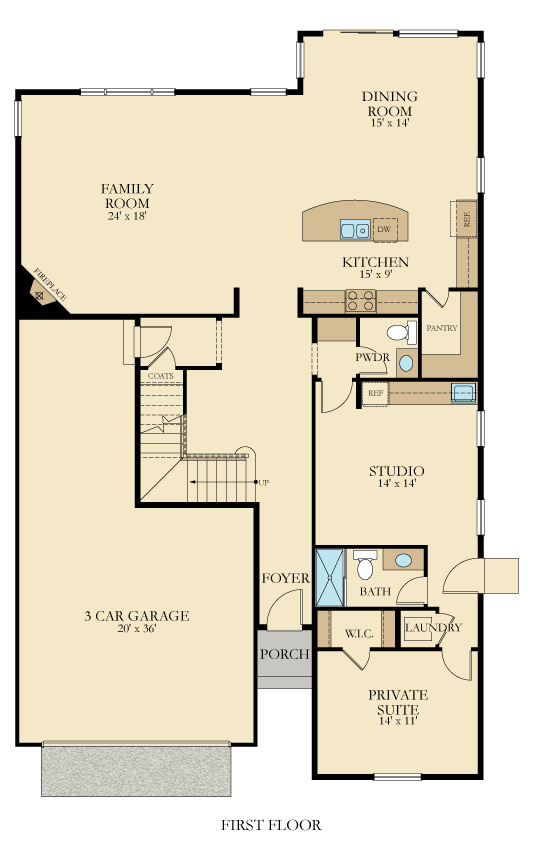 DINING
ROOM
15' x 14'
FAMILY
ROOM
24' x 18'
REF.
DW
KITCHEN
15' x 9'
FIREPLACE
PANTRY
PWDR
COATS
REF
STUDIO
14' x 14'
UP
FOYER
BATH
3 CAR GARAGE
20' x 36'
W.I.C.
LAUNDRY
PORCH
PRIVATE
SUITE
14' x 11'
FIRST FLOOR